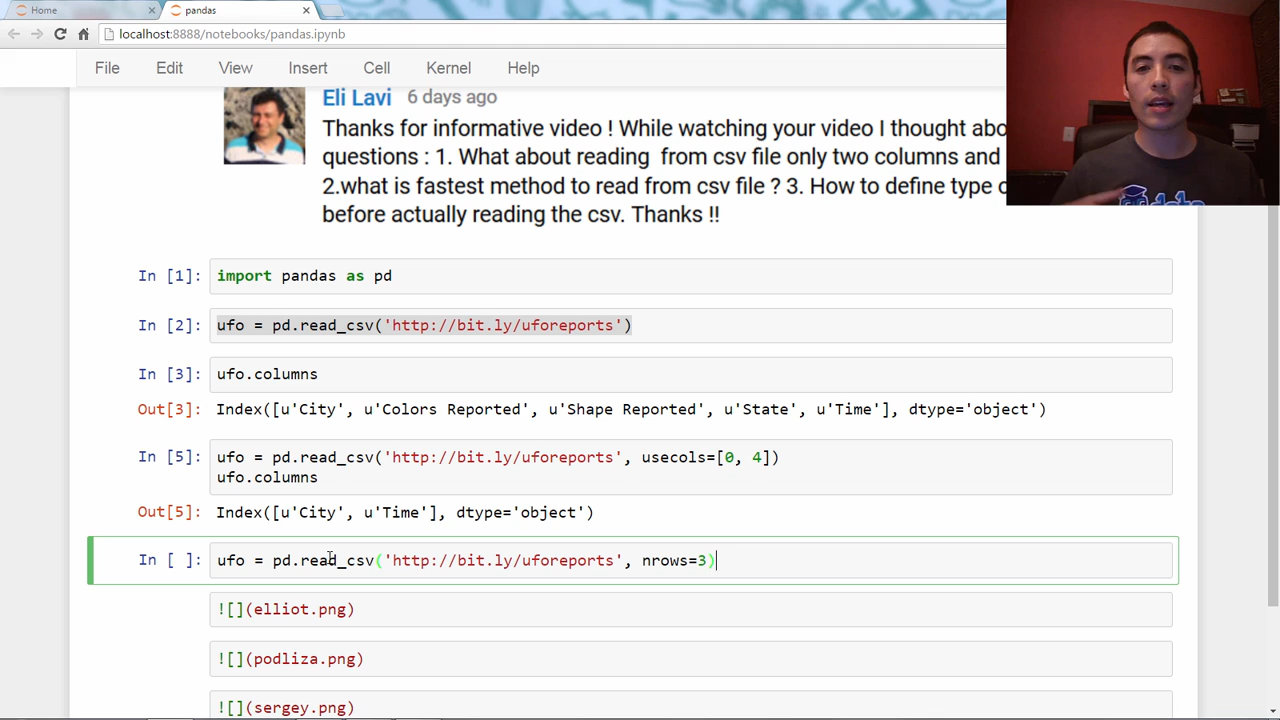 Home
pandas
localhost:8888/notebooks/pandas.ipynb
File Edit View Insert Cell Kernel Help
Eli Lavi 6 days ago
Thanks for informative video ! While watching your video I thought
questions : 1. What about reading from csv file only two columns and
2.what is fastest method to read from csv file ? 3. How to define type
before actually reading the csv. Thanks !!
In [1]: import pandas as pd
In [2]: ufo = pd.read_csv('http://bit.ly/uforeports')
In [3]: ufo.columns
Out[3]: Index([u'City', u'Colors Reported', u'Shape Reported', u'State', u'Time'], dtype='object')
In [5]: ufo = pd.read_csv('http://bit.ly/uforeports', usecols=[0, 4])
ufo.columns
Out[5]: Index([u'City', u'Time'], dtype='object')
In [ ]: ufo = pd.read_csv('http://bit.ly/uforeports', nrows=3)
![](elliot.png)
![](podliza.png)
![](sergey.png)